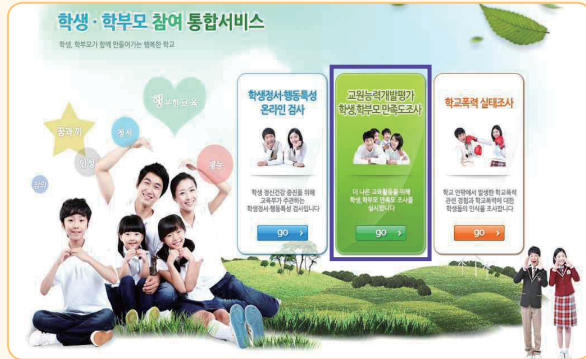 학생·학부모 참여 통합서비스
학생, 학부모가 함께 만들어가는 행복한 학교
행복한교육
꿈과끼
정서
인성
재능
창의
학생정서·행동특성
온라인 검사
학생 정신건강 증진을 위해
교육부가 주관하는
학생정서·행동특성 검사입니다
go >
교원능력개발평가
학생,학부모 만족도조사
더 나은 교육활동을 위해
학생,학부모 만족도 조사를
실시합니다
go >
학교폭력 실태조사
학교 안팎에서 발생한 학교폭력
관련 경험과 학교폭력에 대한
학생들의 인식을 조사합니다
go >